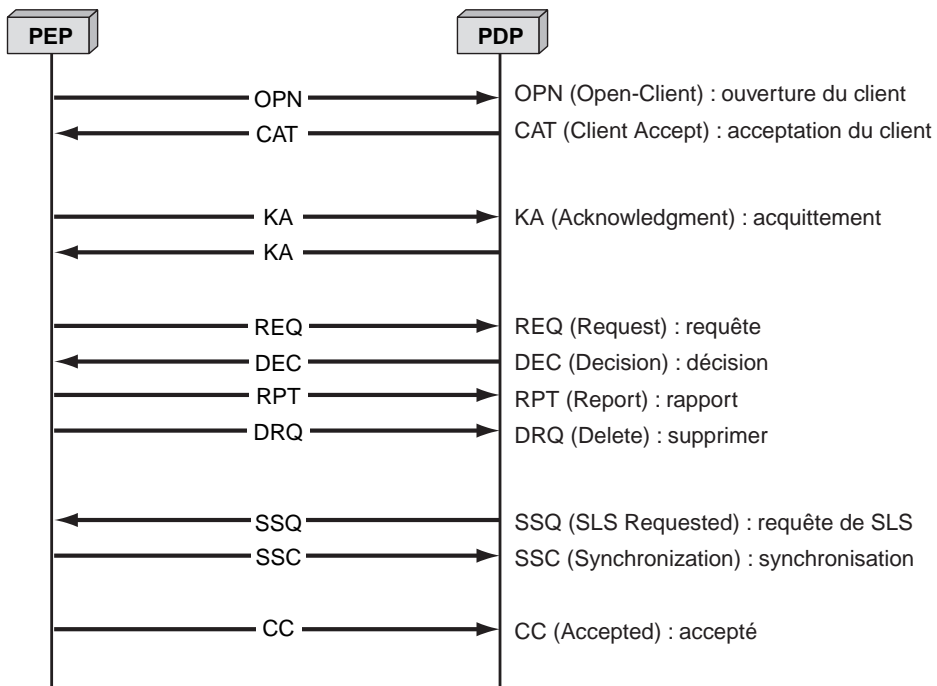 PEP
PDP
OPN
OPN (Open-Client) : ouverture du client
CAT
CAT (Client Accept) : acceptation du client
KA
KA (Acknowledgment) : acquittement
KA
REQ
REQ (Request) : requête
DEC
DEC (Decision) : décision
RPT
RPT (Report) : rapport
DRQ
DRQ (Delete) : supprimer
SSQ
SSQ (SLS Requested) : requête de SLS
SSC
SSC (Synchronization) : synchronisation
CC
CC (Accepted) : accepté